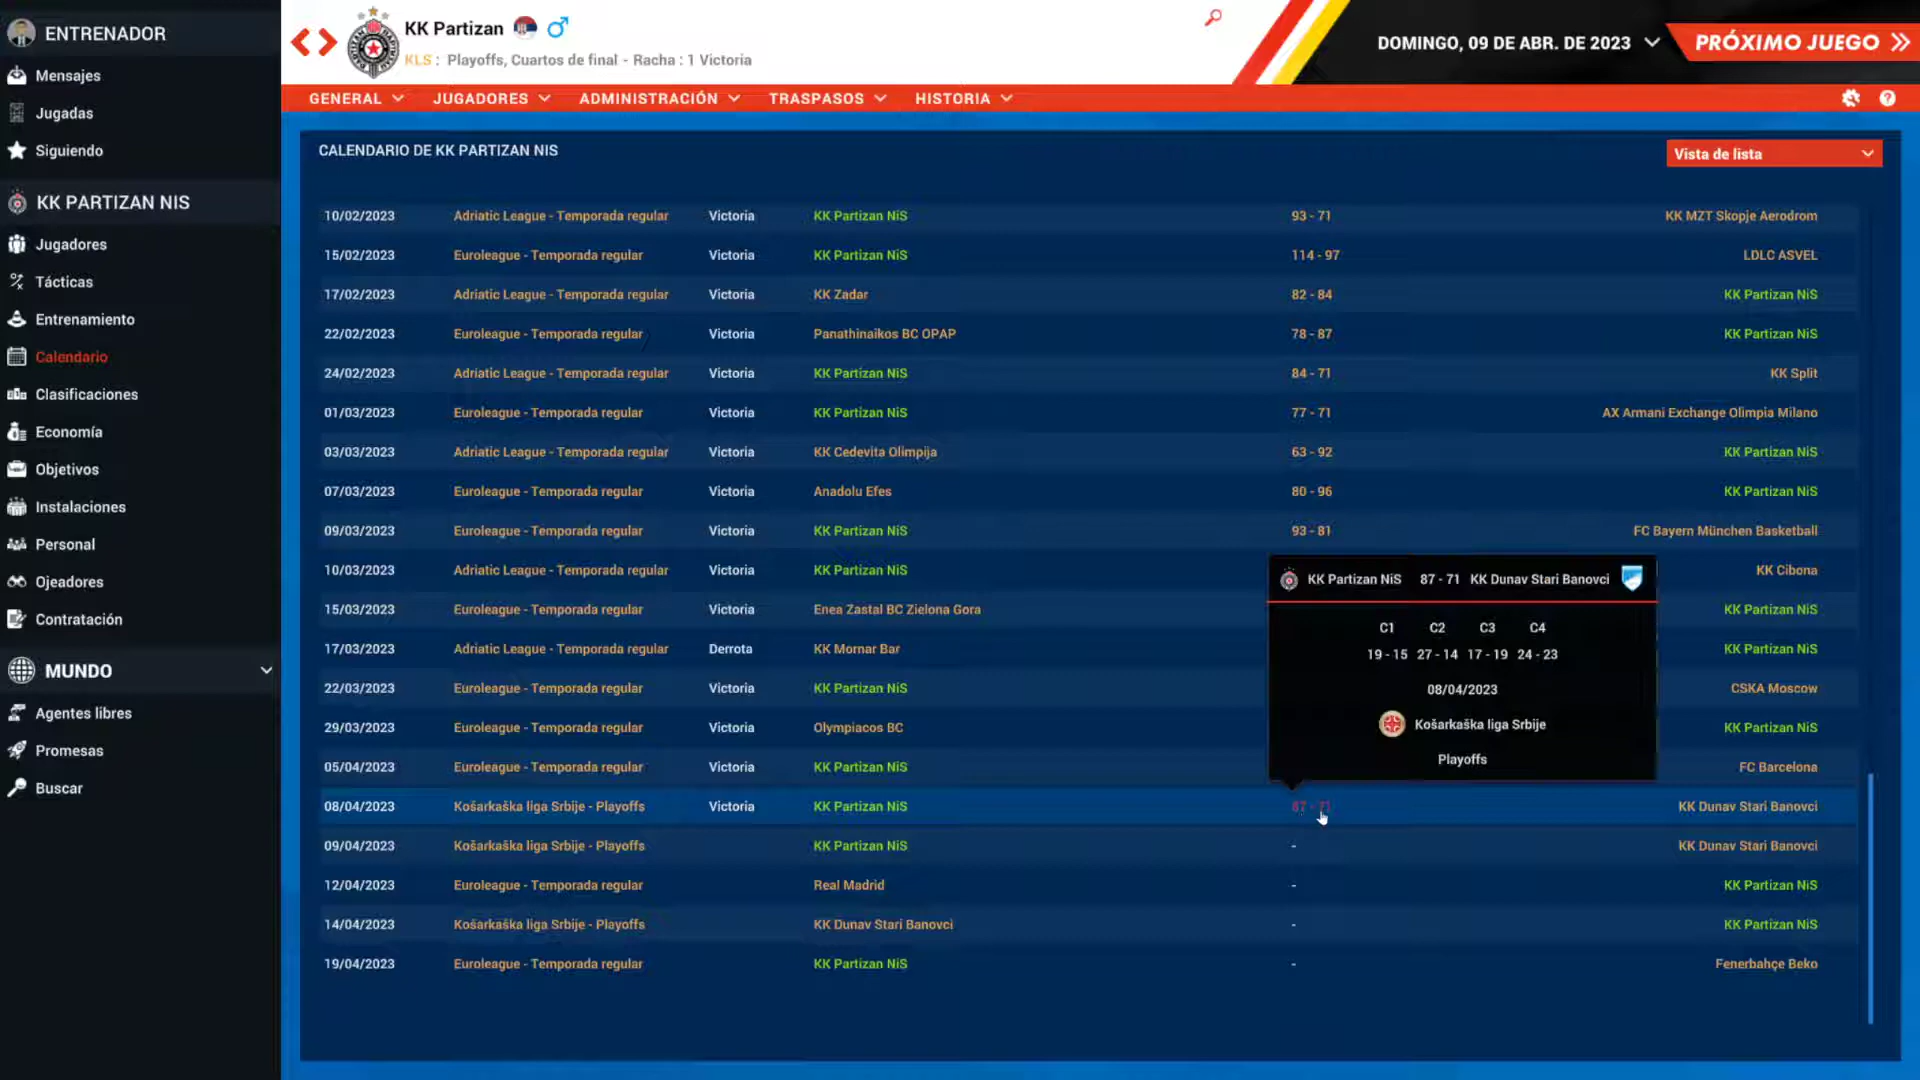 ENTRENADOR
Mensajes
Jugadas
Siguiendo
KK PARTIZAN NIS
Jugadores
Tácticas
Entrenamiento
Calendario
Clasificaciones
Economía
Objetivos
Instalaciones
Personal
Ojeadores
Contratación
MUNDO
Agentes libres
Promesas
Buscar
KK Partizan
KLS : Playoffs, Cuartos de final - Racha : 1 Victoria
DOMINGO, 09 DE ABR. DE 2023
PRÓXIMO JUEGO
GENERAL JUGADORES ADMINISTRACIÓN TRASPASOS HISTORIA
CALENDARIO DE KK PARTIZAN NIS
Vista de lista
10/02/2023 Adriatic League - Temporada regular Victoria KK Partizan NiS 93 - 71 KK MZT Skopje Aerodrom
15/02/2023 Euroleague - Temporada regular Victoria KK Partizan NiS 114 - 97 LDLC ASVEL
17/02/2023 Adriatic League - Temporada regular Victoria KK Zadar 82 - 84 KK Partizan NiS
22/02/2023 Euroleague - Temporada regular Victoria Panathinaikos BC OPAP 78 - 87 KK Partizan NiS
24/02/2023 Adriatic League - Temporada regular Victoria KK Partizan NiS 84 - 71 KK Split
01/03/2023 Euroleague - Temporada regular Victoria KK Partizan NiS 77 - 71 AX Armani Exchange Olimpia Milano
03/03/2023 Adriatic League - Temporada regular Victoria KK Cedevita Olimpija 63 - 92 KK Partizan NiS
07/03/2023 Euroleague - Temporada regular Victoria Anadolu Efes 80 - 96 KK Partizan NiS
09/03/2023 Euroleague - Temporada regular Victoria KK Partizan NiS 93 - 81 FC Bayern München Basketball
10/03/2023 Adriatic League - Temporada regular Victoria KK Partizan NiS KK Cibona
15/03/2023 Euroleague - Temporada regular Victoria Enea Zastal BC Zielona Gora KK Partizan NiS
17/03/2023 Adriatic League - Temporada regular Derrota KK Mornar Bar KK Partizan NiS
22/03/2023 Euroleague - Temporada regular Victoria KK Partizan NiS CSKA Moscow
29/03/2023 Euroleague - Temporada regular Victoria Olympiacos BC KK Partizan NiS
05/04/2023 Euroleague - Temporada regular Victoria KK Partizan NiS FC Barcelona
08/04/2023 Košarkaška liga Srbije - Playoffs Victoria KK Partizan NiS 87 - 71 KK Dunav Stari Banovci
09/04/2023 Košarkaška liga Srbije - Playoffs KK Partizan NiS - KK Dunav Stari Banovci
12/04/2023 Euroleague - Temporada regular Real Madrid - KK Partizan NiS
14/04/2023 Košarkaška liga Srbije - Playoffs KK Dunav Stari Banovci - KK Partizan NiS
19/04/2023 Euroleague - Temporada regular KK Partizan NiS - Fenerbahçe Beko
KK Partizan NiS 87 - 71 KK Dunav Stari Banovci
C1 C2 C3 C4
19 - 15 27 - 14 17 - 19 24 - 23
08/04/2023
Košarkaška liga Srbije
Playoffs